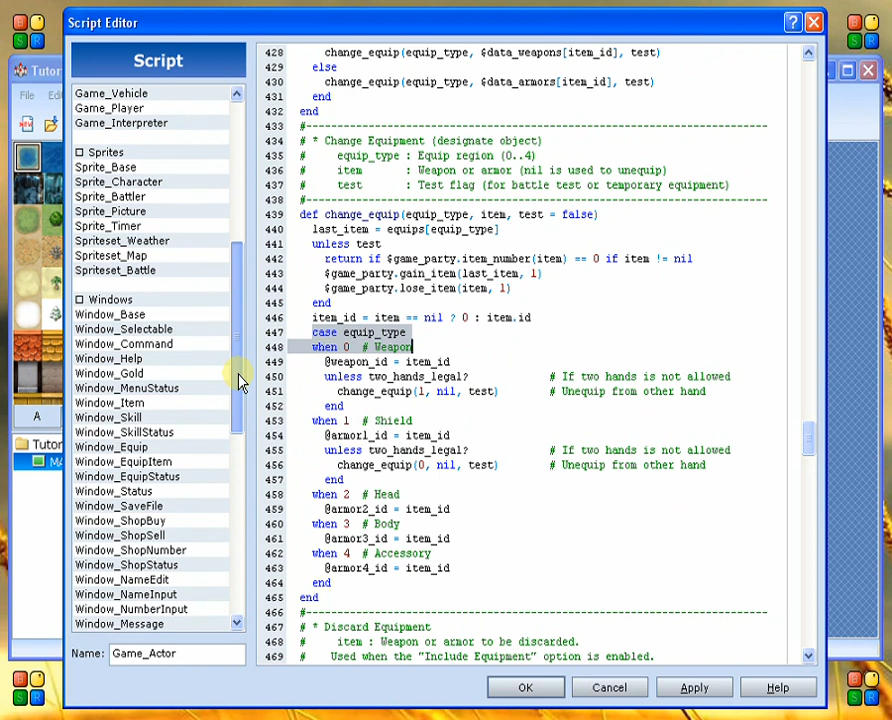 Script Editor
Tutor
File Ed
A
Tutor
MA
Script
Game_Vehicle
Game_Player
Game_Interpreter
□ Sprites
Sprite_Base
Sprite_Character
Sprite_Battler
Sprite_Picture
Sprite_Timer
Spriteset_Weather
Spriteset_Map
Spriteset_Battle
□ Windows
Window_Base
Window_Selectable
Window_Command
Window_Help
Window_Gold
Window_MenuStatus
Window_Item
Window_Skill
Window_SkillStatus
Window_Equip
Window_EquipItem
Window_EquipStatus
Window_Status
Window_SaveFile
Window_ShopBuy
Window_ShopSell
Window_ShopNumber
Window_ShopStatus
Window_NameEdit
Window_NameInput
Window_NumberInput
Window_Message
Name: Game_Actor
428 change_equip(equip_type, $data_weapons[item_id], test)
429 else
430 change_equip(equip_type, $data_armors[item_id], test)
431 end
432 end
433 #--------------------------------------------------------------------------
434 # * Change Equipment (designate object)
435 # equip_type : Equip region (0..4)
436 # item : Weapon or armor (nil is used to unequip)
437 # test : Test flag (for battle test or temporary equipment)
438 #--------------------------------------------------------------------------
439 def change_equip(equip_type, item, test = false)
440 last_item = equips[equip_type]
441 unless test
442 return if $game_party.item_number(item) == 0 if item != nil
443 $game_party.gain_item(last_item, 1)
444 $game_party.lose_item(item, 1)
445 end
446 item_id = item == nil ? 0 : item.id
447 case equip_type
448 when 0 # Weapon
449 @weapon_id = item_id
450 unless two_hands_legal? # If two hands is not allowed
451 change_equip(1, nil, test) # Unequip from other hand
452 end
453 when 1 # Shield
454 @armor1_id = item_id
455 unless two_hands_legal? # If two hands is not allowed
456 change_equip(0, nil, test) # Unequip from other hand
457 end
458 when 2 # Head
459 @armor2_id = item_id
460 when 3 # Body
461 @armor3_id = item_id
462 when 4 # Accessory
463 @armor4_id = item_id
464 end
465 end
466 #--------------------------------------------------------------------------
467 # * Discard Equipment
468 # item : Weapon or armor to be discarded.
469 # Used when the "Include Equipment" option is enabled.
OK
Cancel
Apply
Help